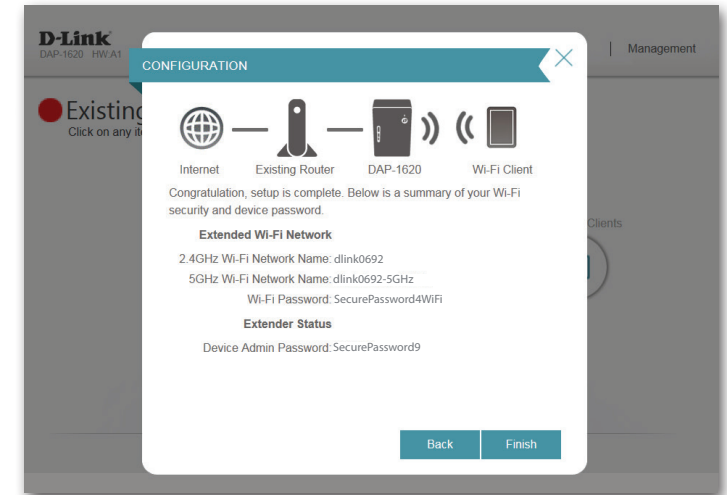 D-Link
DAP-1620 HW:A1
Management
CONFIGURATION
Existing
Click on any
Internet Existing Router DAP-1620 Wi-Fi Client
Congratulation, setup is complete. Below is a summary of your Wi-Fi
security and device password.
Clients
Extended Wi-Fi Network
2.4GHz Wi-Fi Network Name: dlink0692
5GHz Wi-Fi Network Name: dlink0692-5GHz
Wi-Fi Password: SecurePassword4WiFi
Extender Status
Device Admin Password: SecurePassword9
Back Finish